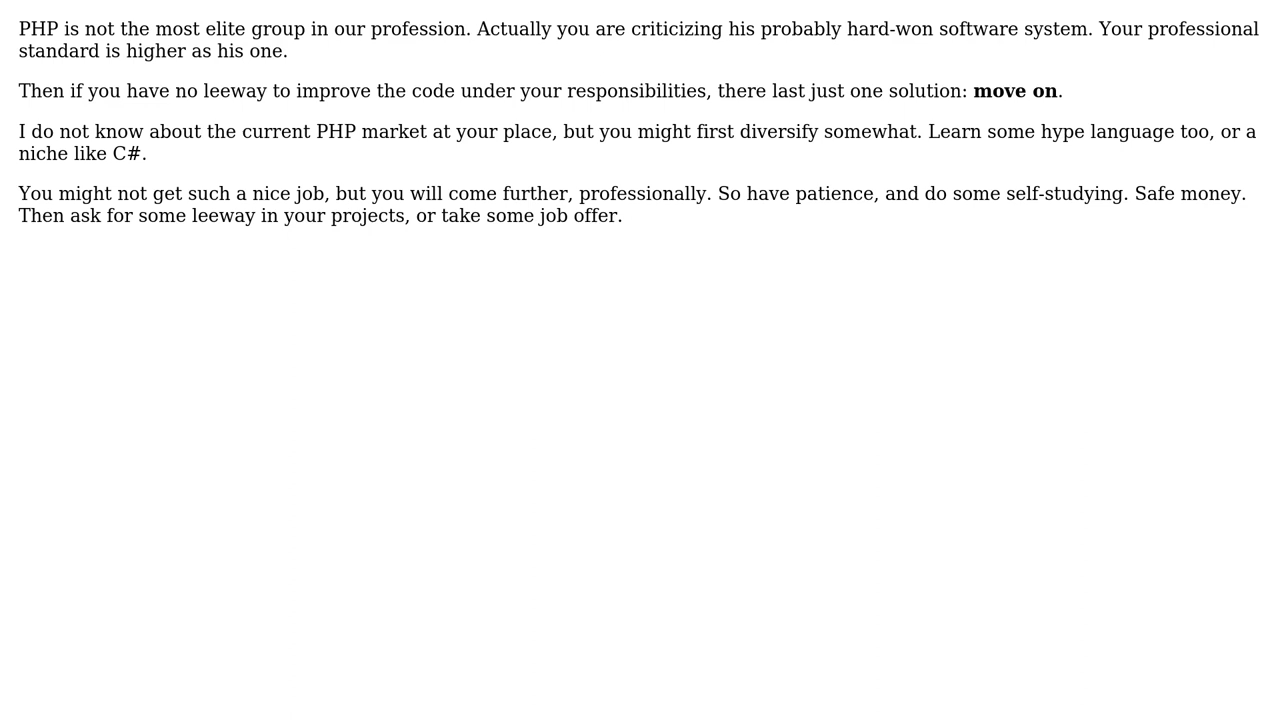 PHP is not the most elite group in our profession. Actually you are criticizing his probably hard-won software system. Your professional
standard is higher as his one.
Then if you have no leeway to improve the code under your responsibilities, there last just one solution: move on.
I do not know about the current PHP market at your place, but you might first diversify somewhat. Learn some hype language too, or a
niche like C#.
You might not get such a nice job, but you will come further, professionally. So have patience, and do some self-studying. Safe money.
Then ask for some leeway in your projects, or take some job offer.